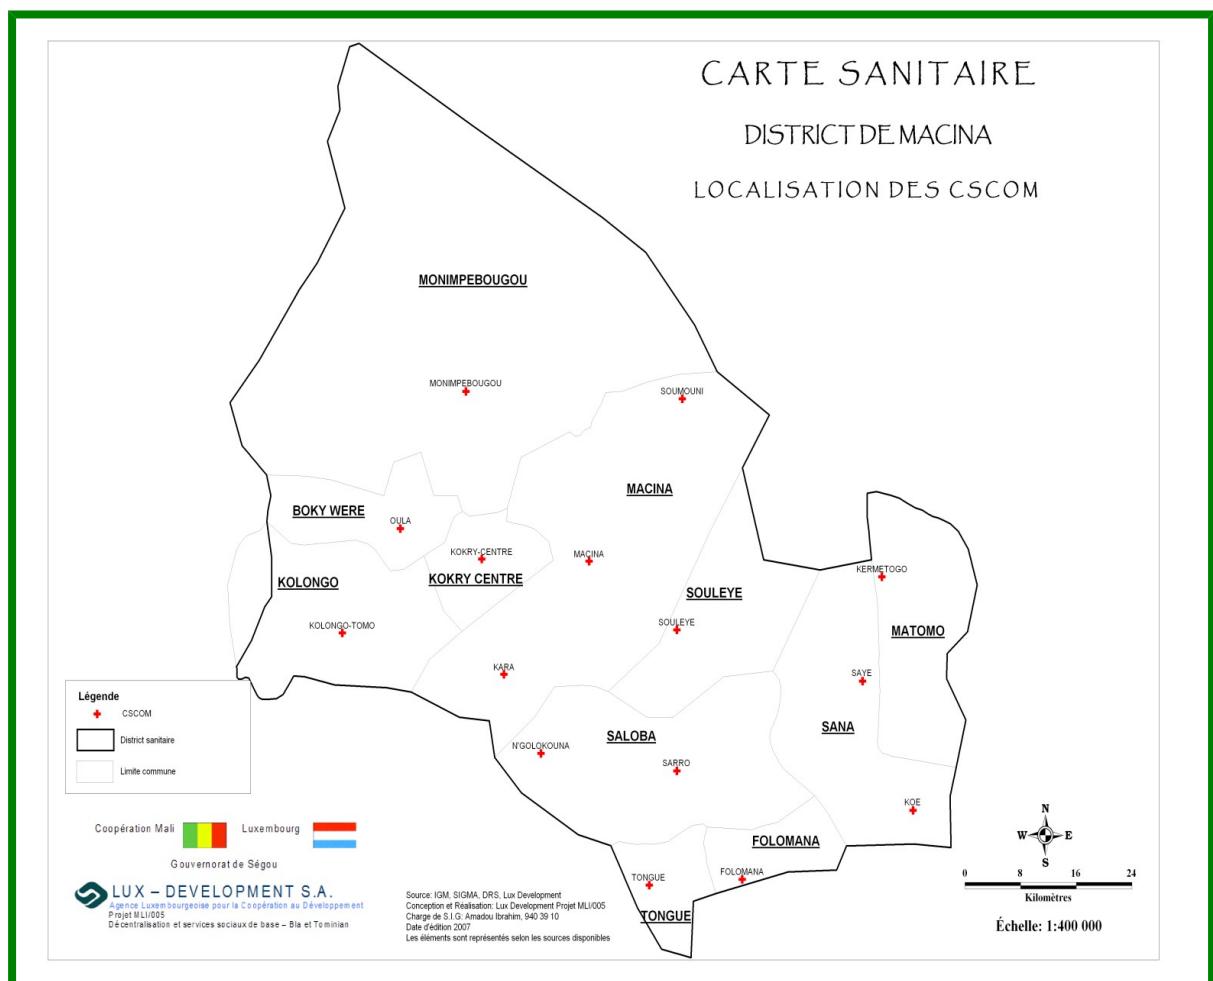 CARTE SANITAIRE
DISTRICT DE MACINA
LOCALISATION DES CSCOM
MONIMPEBOUGOU
MONIMPEBOUGOU
SOUMOUNI
MACINA
BOKY WERE
OULA
KOKRY-CENTRE
MACINA
KOLONGO
KOKRY CENTRE
SOULEYE
KERMETOGO
KOLONGO-TOMO
SOULEYE
MATOMO
KARA
SAYE
SALOBA
SANA
N'GOLOKOUNA
SARRO
KOE
FOLOMANA
TONGUE
FOLOMANA
TONGUE
Légende
CSCOM
District sanitaire
Limite commune
Coopération Mali Luxembourg
Gouvernorat de Ségou
LUX – DEVELOPMENT S.A.
Agence Luxembourgeoise pour la Coopération au Développement
Projet MLI/005
Décentralisation et services sociaux de base – Bla et Tominian
Source: IGM, SIGMA, DRS, Lux Development
Conception et Réalisation: Lux Development Projet MLI/005
Charge de S.I.G: Amadou Ibrahim, 940 39 10
Date d'édition 2007
Les éléments sont représentés selon les sources disponibles
N
W E
S
0 8 16 24
Kilomètres
Échelle: 1:400 000